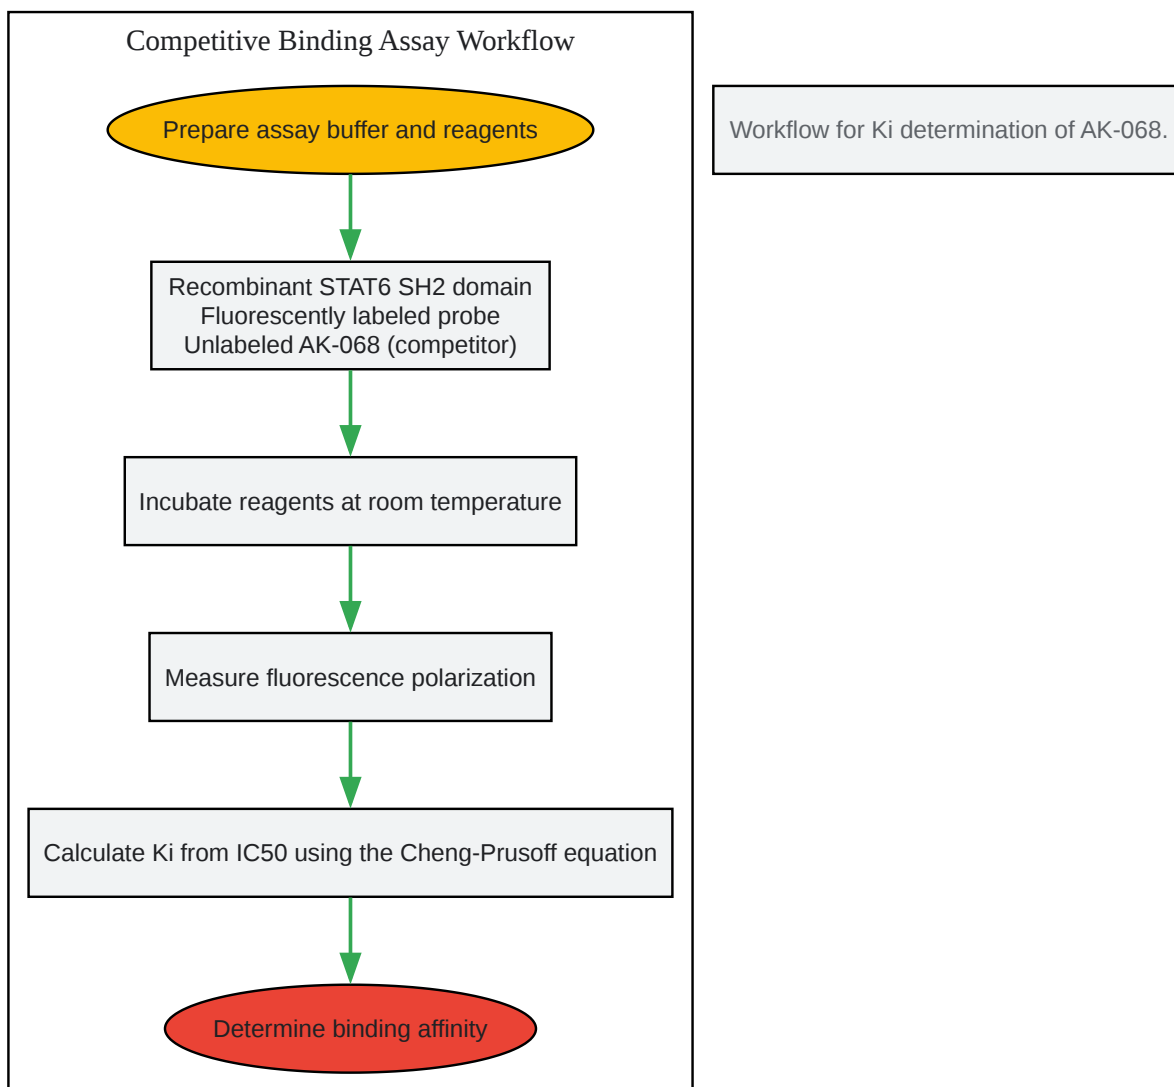 Competitive Binding Assay Workflow
Prepare assay buffer and reagents
Workflow for Ki determination of AK-068.
Recombinant STAT6 SH2 domain
Fluorescently labeled probe
Unlabeled AK-068 (competitor)
Incubate reagents at room temperature
Measure fluorescence polarization
Calculate Ki from IC50 using the Cheng-Prusoff equation
Determine binding affinity